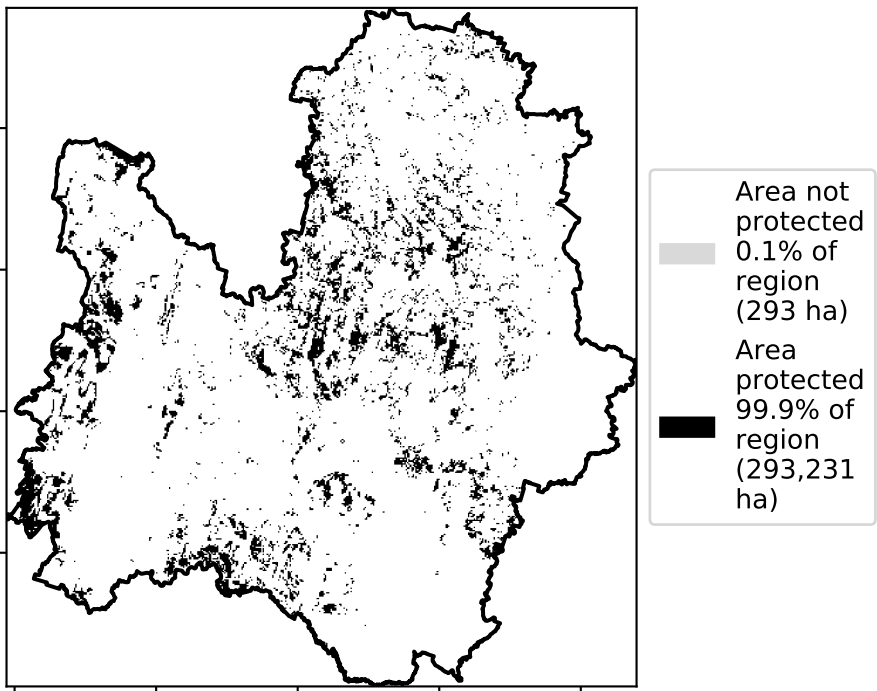 Area not
protected
0.1% of
region
(293 ha)
Area
protected
99.9% of
region
(293,231
ha)